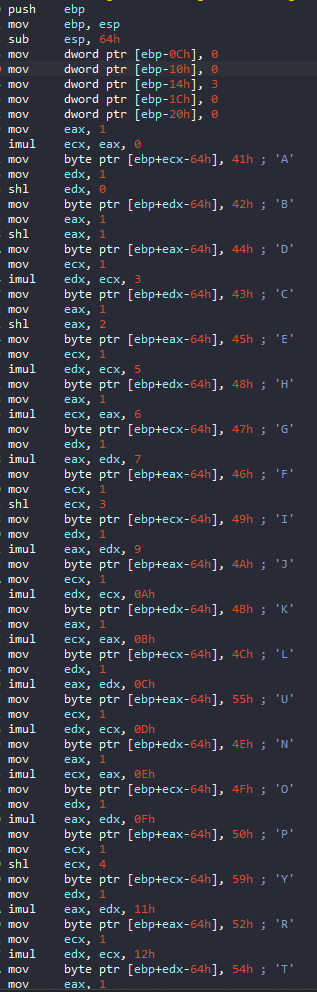 push ebp
mov ebp, esp
sub esp, 64h
mov dword ptr [ebp-0Ch], 0
mov dword ptr [ebp-10h], 0
mov dword ptr [ebp-14h], 3
mov dword ptr [ebp-1Ch], 0
mov dword ptr [ebp-20h], 0
mov eax, 1
imul ecx, eax, 0
mov byte ptr [ebp+ecx-64h], 41h ; 'A'
mov edx, 1
shl edx, 0
mov byte ptr [ebp+edx-64h], 42h ; 'B'
mov eax, 1
shl eax, 1
mov byte ptr [ebp+eax-64h], 44h ; 'D'
mov ecx, 1
imul edx, ecx, 3
mov byte ptr [ebp+edx-64h], 43h ; 'C'
mov eax, 1
shl eax, 2
mov byte ptr [ebp+eax-64h], 45h ; 'E'
mov ecx, 1
imul edx, ecx, 5
mov byte ptr [ebp+edx-64h], 48h ; 'H'
mov eax, 1
imul ecx, eax, 6
mov byte ptr [ebp+ecx-64h], 47h ; 'G'
mov edx, 1
imul eax, edx, 7
mov byte ptr [ebp+eax-64h], 46h ; 'F'
mov ecx, 1
shl ecx, 3
mov byte ptr [ebp+ecx-64h], 49h ; 'I'
mov edx, 1
imul eax, edx, 9
mov byte ptr [ebp+eax-64h], 4Ah ; 'J'
mov ecx, 1
imul edx, ecx, 0Ah
mov byte ptr [ebp+edx-64h], 4Bh ; 'K'
mov eax, 1
imul ecx, eax, 0Bh
mov byte ptr [ebp+ecx-64h], 4Ch ; 'L'
mov edx, 1
imul eax, edx, 0Ch
mov byte ptr [ebp+eax-64h], 55h ; 'U'
mov ecx, 1
imul edx, ecx, 0Dh
mov byte ptr [ebp+edx-64h], 4Eh ; 'N'
mov eax, 1
imul ecx, eax, 0Eh
mov byte ptr [ebp+ecx-64h], 4Fh ; 'O'
mov edx, 1
imul eax, edx, 0Fh
mov byte ptr [ebp+eax-64h], 50h ; 'P'
mov ecx, 1
shl ecx, 4
mov byte ptr [ebp+ecx-64h], 59h ; 'Y'
mov edx, 1
imul eax, edx, 11h
mov byte ptr [ebp+eax-64h], 52h ; 'R'
mov ecx, 1
imul edx, ecx, 12h
mov byte ptr [ebp+edx-64h], 54h ; 'T'
mov eax, 1